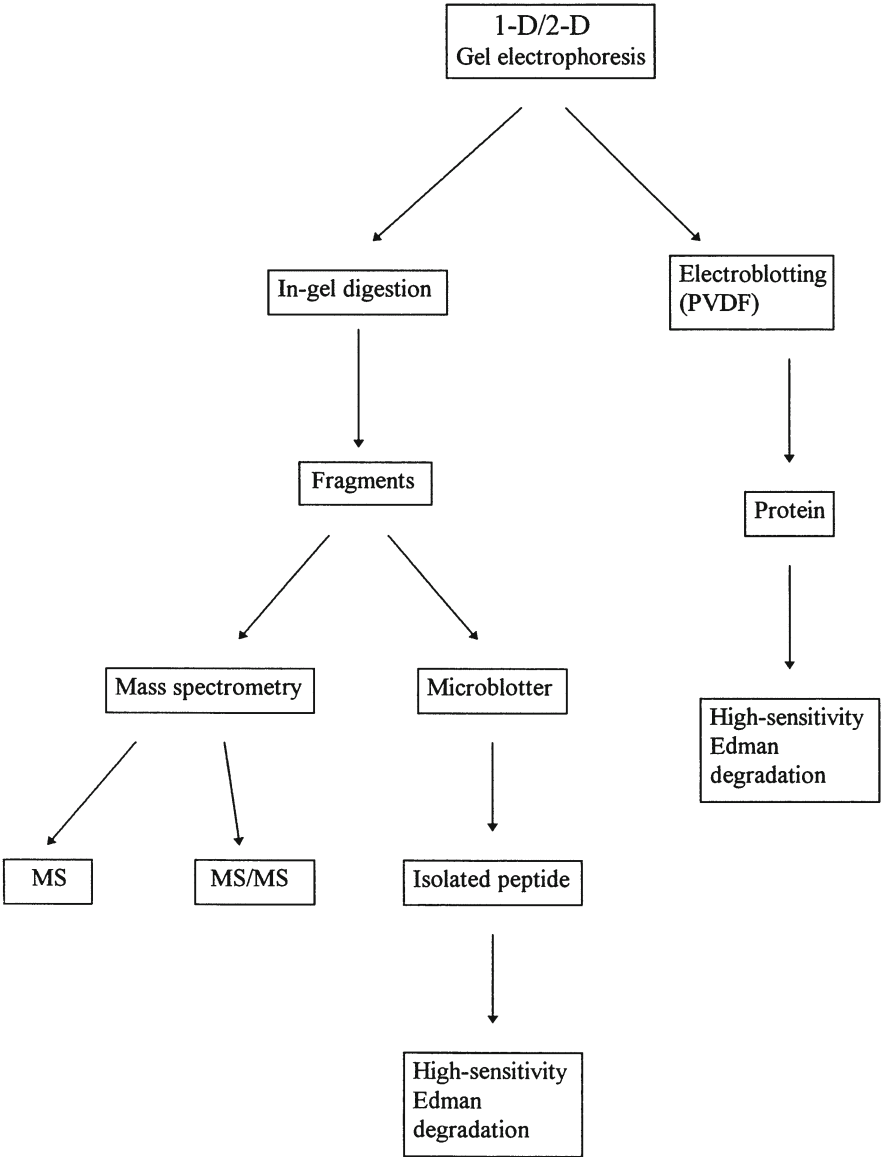 1-D/2-D
Gel electrophoresis
In-gel digestion
Electroblotting
(PVDF)
Fragments
Protein
Mass spectrometry
Microblotter
High-sensitivity
Edman
degradation
MS
MS/MS
Isolated peptide
High-sensitivity
Edman
degradation